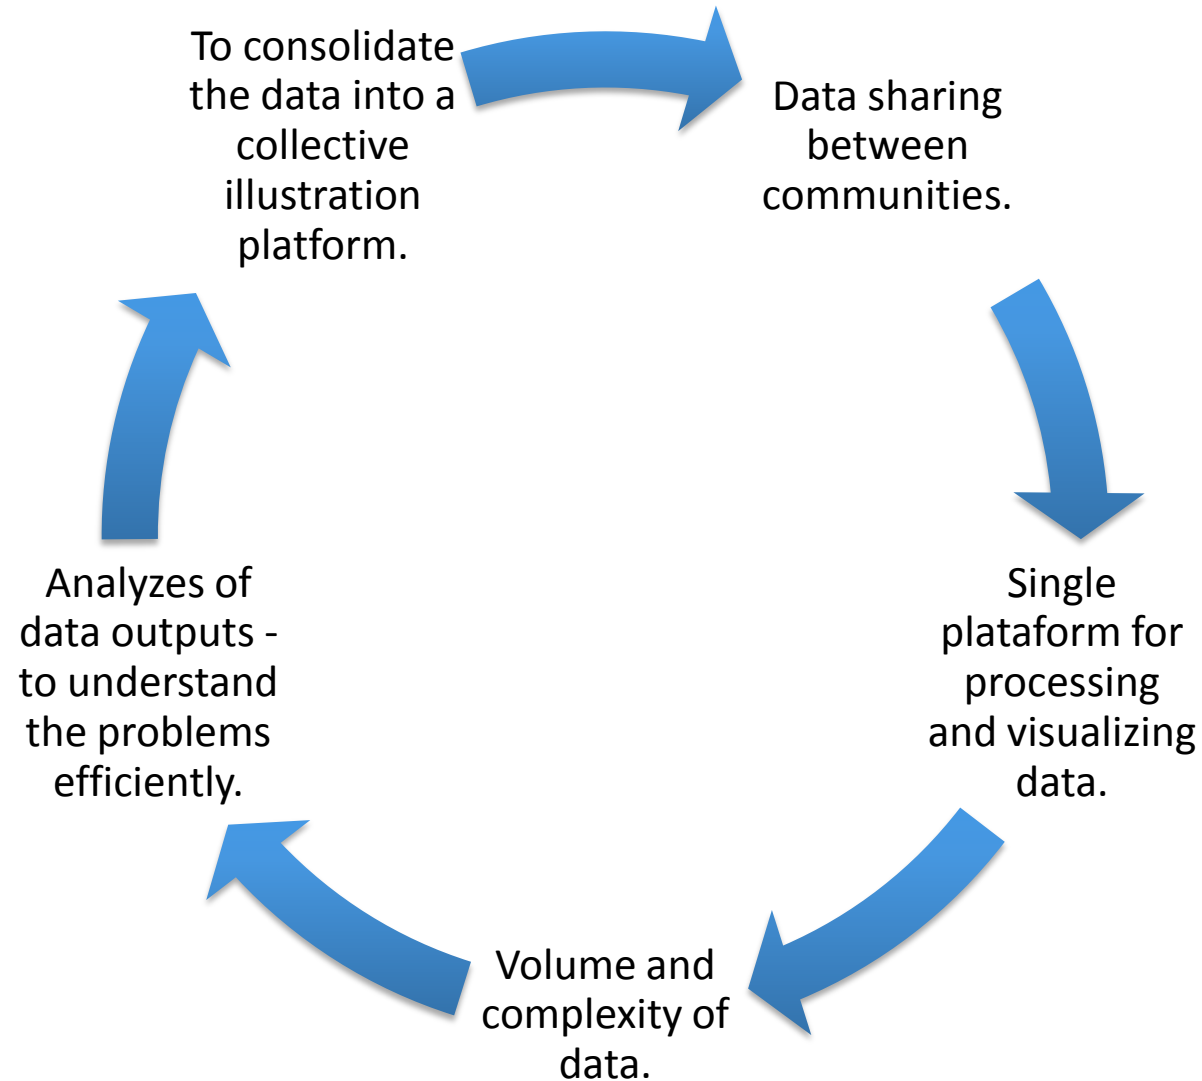 To consolidate
the data into a
collective
illustration
platform.
Data sharing
between
communities.
Single
plataform for
processing
and visualizing
data.
Volume and
complexity of
data.
Analyzes of
data outputs -
to understand
the problems
efficiently.